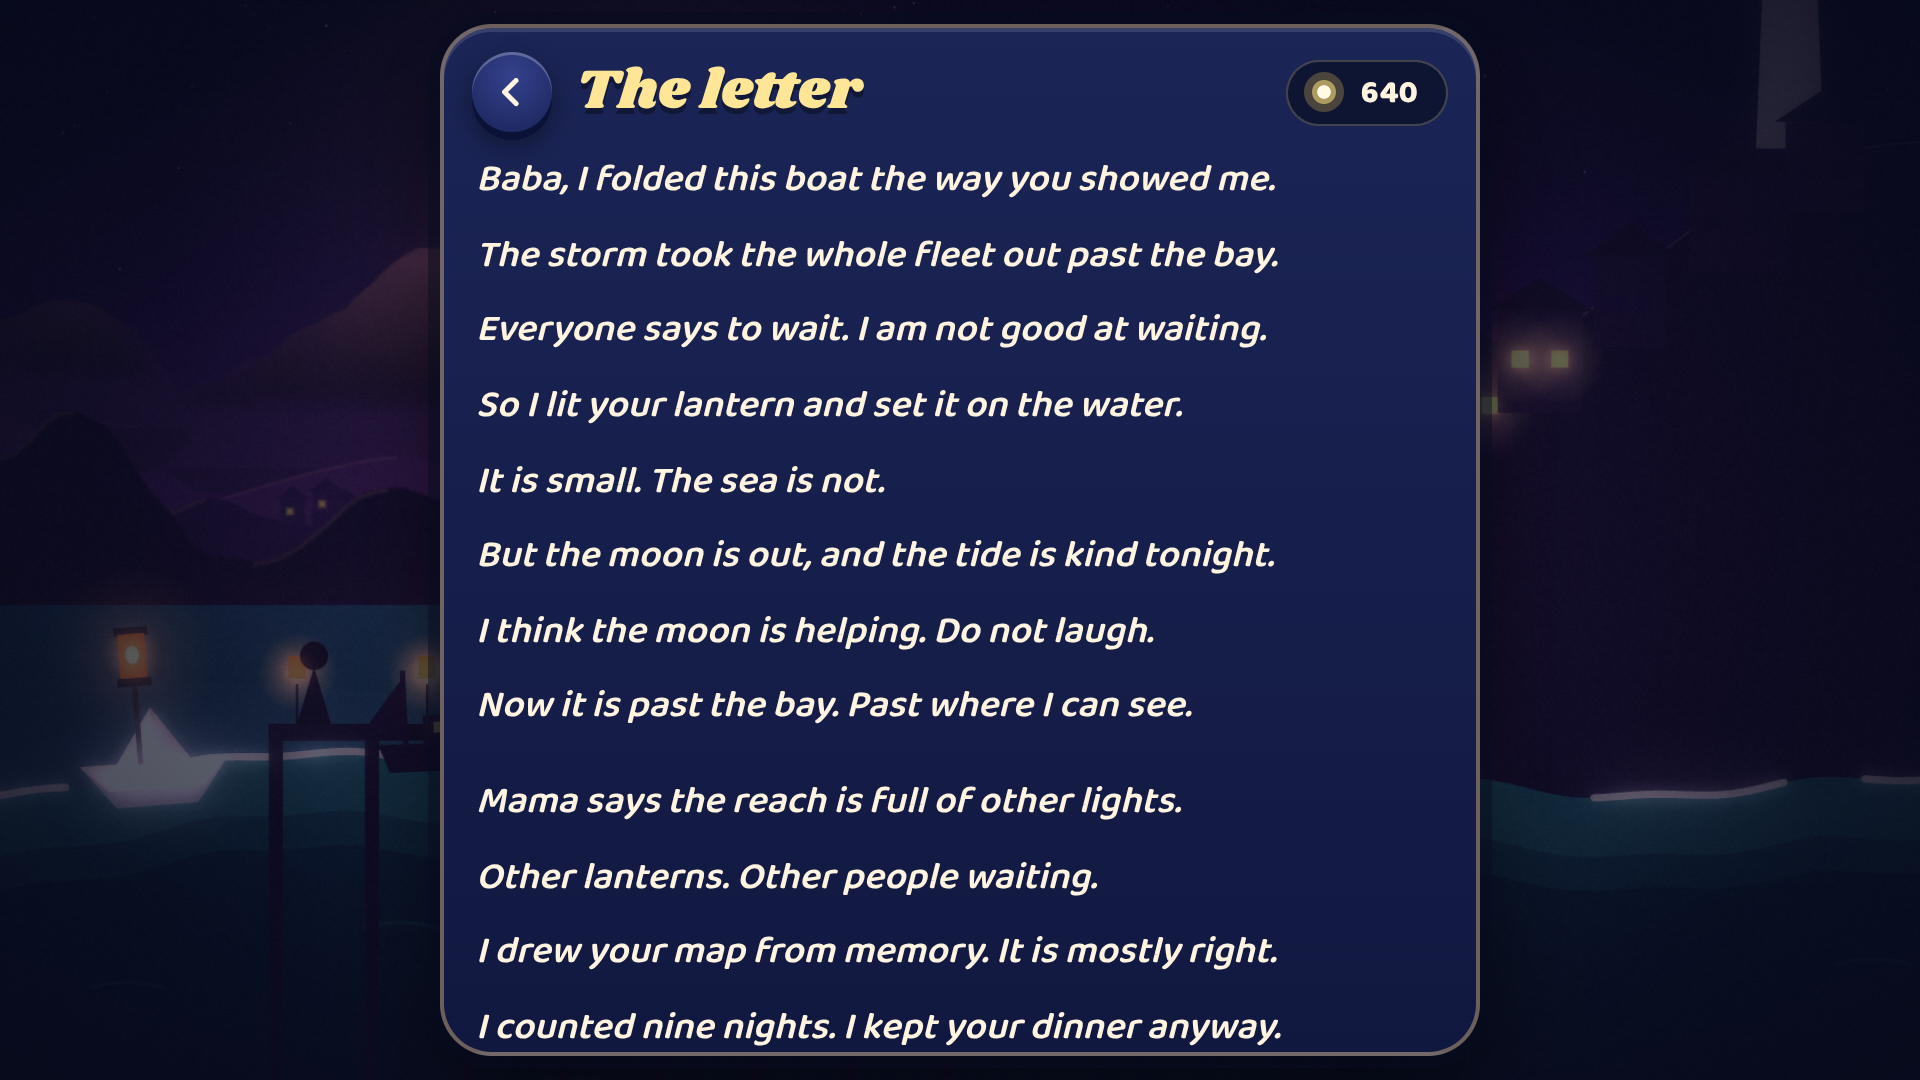 The letter
640
Baba, I folded this boat the way you showed me.
The storm took the whole fleet out past the bay.
Everyone says to wait. I am not good at waiting.
So I lit your lantern and set it on the water.
It is small. The sea is not.
But the moon is out, and the tide is kind tonight.
I think the moon is helping. Do not laugh.
Now it is past the bay. Past where I can see.
Mama says the reach is full of other lights.
Other lanterns. Other people waiting.
I drew your map from memory. It is mostly right.
I counted nine nights. I kept your dinner anyway.